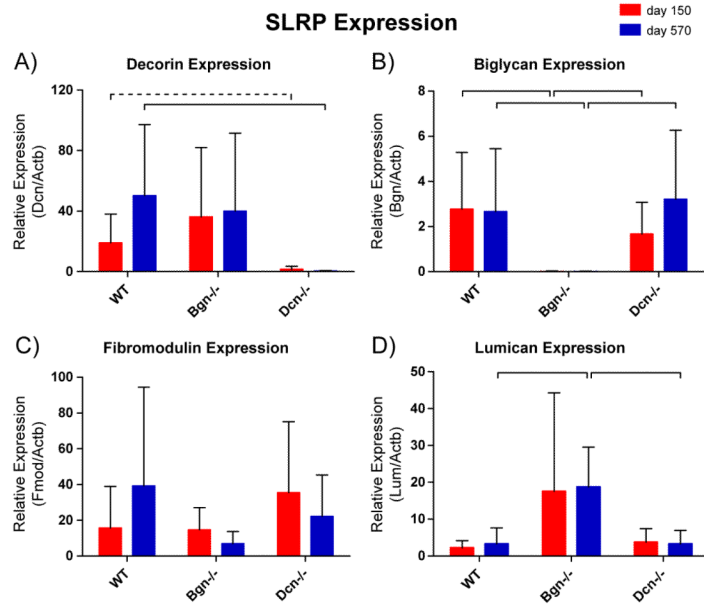 SLRP Expression
day 150
day 570
A)
Decorin Expression
Relative Expression
(Dcn/Actb)
120
80
40
0
WT
Bgn-/-
Dcn-/-
B)
Biglycan Expression
Relative Expression
(Bgn/Actb)
8
6
4
2
0
WT
Bgn-/-
Dcn-/-
C)
Fibromodulin Expression
Relative Expression
(Fmod/Actb)
100
80
60
40
20
0
WT
Bgn-/-
Dcn-/-
D)
Lumican Expression
Relative Expression
(Lum/Actb)
50
40
30
20
10
0
WT
Bgn-/-
Dcn-/-